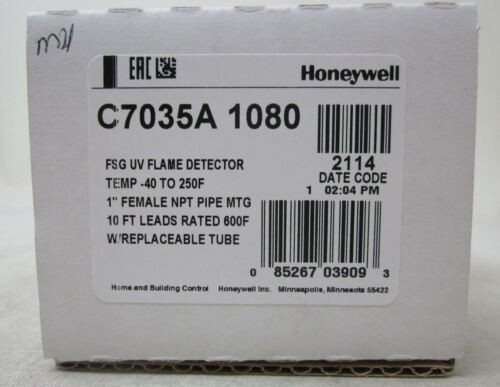 m21
EAC
Honeywell
C7035A 1080
2114
DATE CODE
1 02:04 PM
FSG UV FLAME DETECTOR
TEMP -40 TO 250F
1" FEMALE NPT PIPE MTG
10 FT LEADS RATED 600F
W/REPLACEABLE TUBE
0 85267 03909 3
Home and Building Control Honeywell Inc. Minneapolis, Minnesota 55422